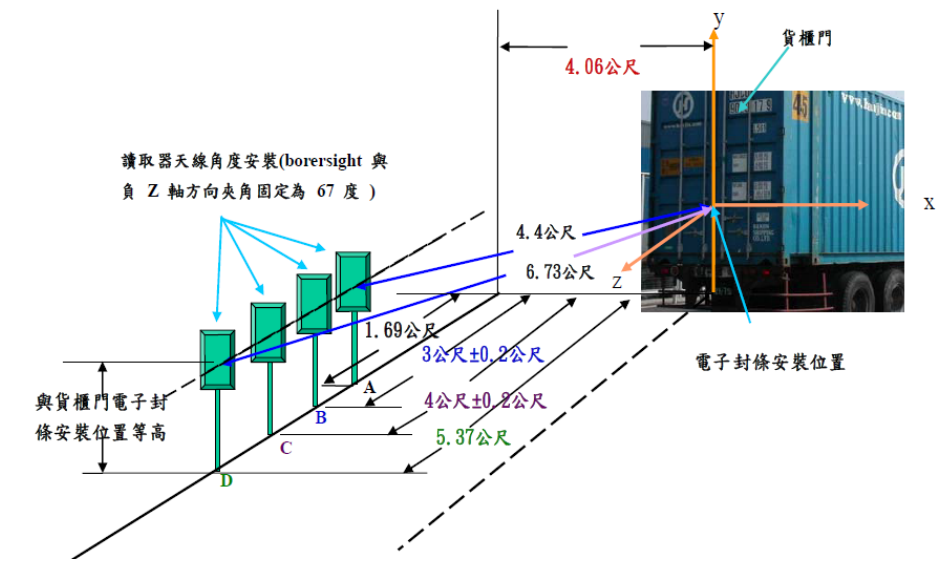 y
貨櫃門
4.06公尺
45
www.hanjin.com
讀取器天線角度安裝(borersight 與
負 Z 軸方向夾角固定為 67 度 )
x
4.4公尺
6.73公尺
Z
1.69公尺
3公尺±0.2公尺
電子封條安裝位置
A
與貨櫃門電子封
條安裝位置等高
4公尺±0.2公尺
B
5.37公尺
C
D